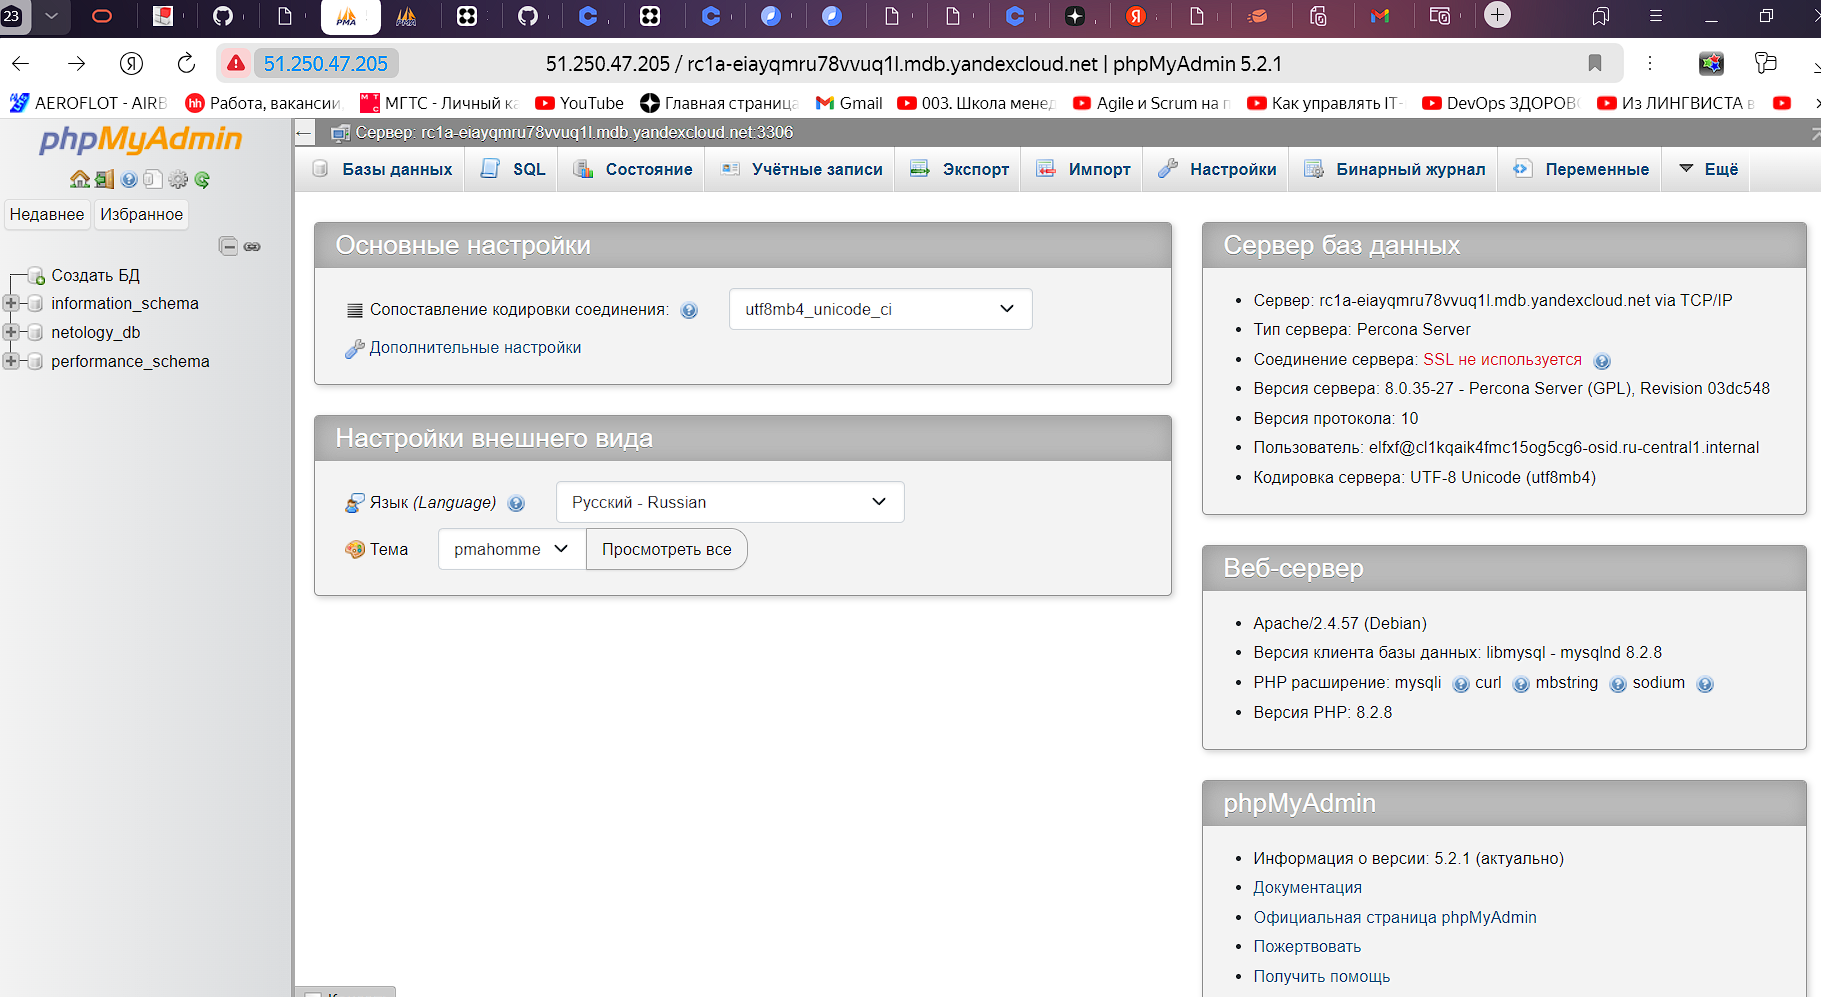 23
51.250.47.205
51.250.47.205 / rc1a-eiayqmru78vvuq1l.mdb.yandexcloud.net | phpMyAdmin 5.2.1
AEROFLOT - AIRB
Работа, вакансии,
МГТС - Личный ка
YouTube
Главная страница
Gmail
003. Школа менед
Agile и Scrum на п
Как управлять IT-
DevOps ЗДОРОВ
Из ЛИНГВИСТА в
phpMyAdmin
Недавнее
Избранное
Создать БД
information_schema
netology_db
performance_schema
Сервер: rc1a-eiayqmru78vvuq1l.mdb.yandexcloud.net:3306
Базы данных
SQL
Состояние
Учётные записи
Экспорт
Импорт
Настройки
Бинарный журнал
Переменные
Ещё
Основные настройки
Сопоставление кодировки соединения:
utf8mb4_unicode_ci
Дополнительные настройки
Настройки внешнего вида
Язык (Language)
Русский - Russian
Тема
pmahomme
Просмотреть все
Сервер баз данных
Сервер: rc1a-eiayqmru78vvuq1l.mdb.yandexcloud.net via TCP/IP
Тип сервера: Percona Server
Соединение сервера: SSL не используется
Версия сервера: 8.0.35-27 - Percona Server (GPL), Revision 03dc548
Версия протокола: 10
Пользователь: elfxf@cl1kqaik4fmc15og5cg6-osid.ru-central1.internal
Кодировка сервера: UTF-8 Unicode (utf8mb4)
Веб-сервер
Apache/2.4.57 (Debian)
Версия клиента базы данных: libmysql - mysqlnd 8.2.8
PHP расширение: mysqli curl mbstring sodium
Версия PHP: 8.2.8
phpMyAdmin
Информация о версии: 5.2.1 (актуально)
Документация
Официальная страница phpMyAdmin
Пожертвовать
Получить помощь